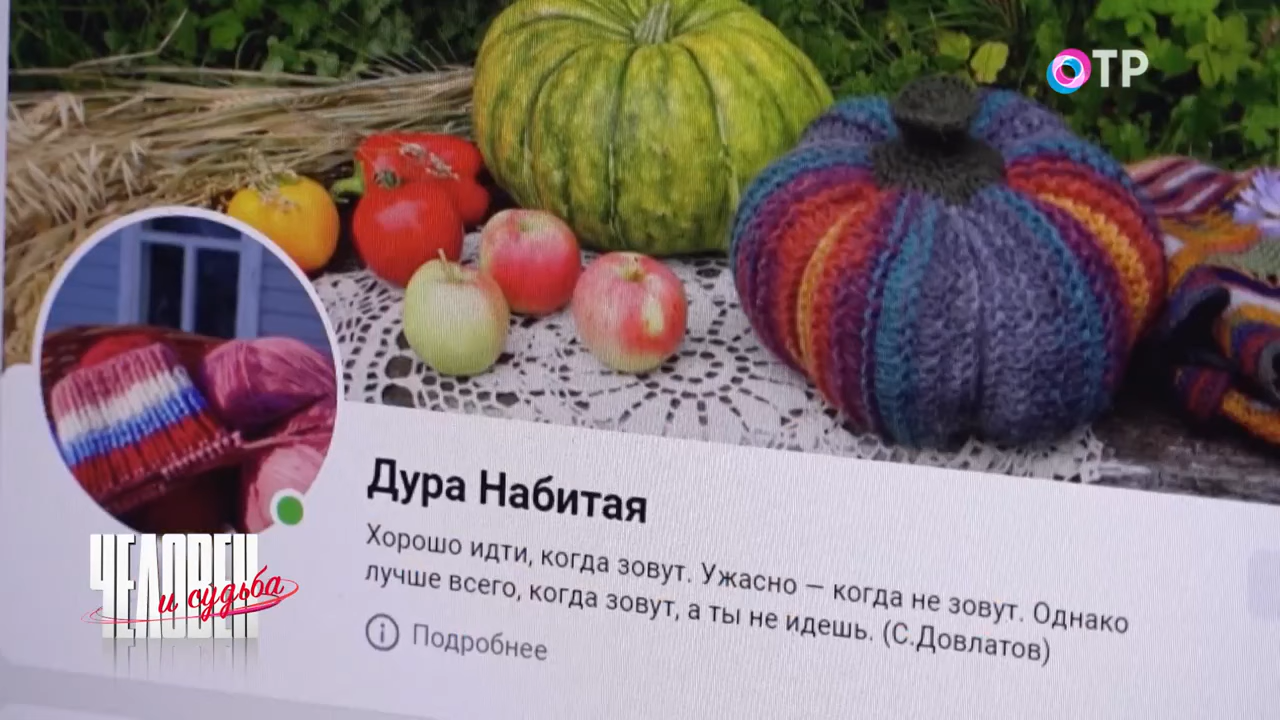 ОТР
Дура Набитая
Хорошо идти, когда зовут. Ужасно — когда не зовут. Однако
лучше всего, когда зовут, а ты не идешь. (С.Довлатов)
Подробнее
ЧЕЛОВЕК
и судьба